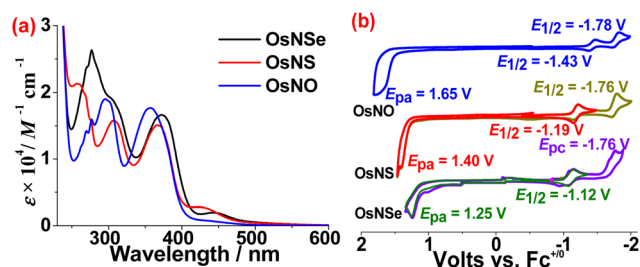 (a)
3
2
1
0
ε × 10⁴/ M⁻¹ cm⁻¹
OsNSe
OsNS
OsNO
300 400 500 600
Wavelength / nm
(b)
E1/2 = -1.78 V
E1/2 = -1.43 V
Epa = 1.65 V
OsNO
E1/2 = -1.76 V
E1/2 = -1.19 V
Epa = 1.40 V
OsNS
Epc = -1.76 V
E1/2 = -1.12 V
Epa = 1.25 V
OsNSe
2 1 0 -1 -2
Volts vs. Fc+/0